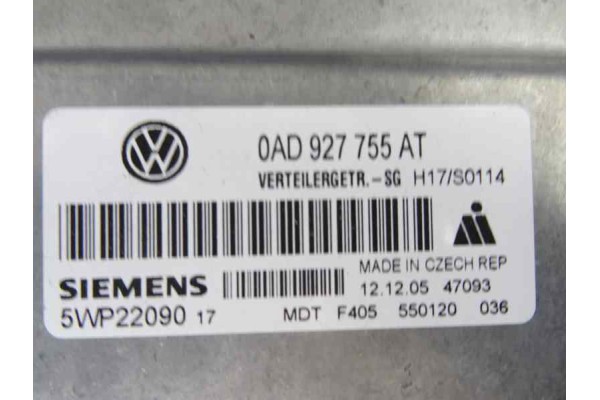 VW
0AD 927 755 AT
VERTEILERGETR.-SG H17/S0114
MADE IN CZECH REP
SIEMENS 12.12.05 47093
5WP22090 17 MDT F405 550120 036